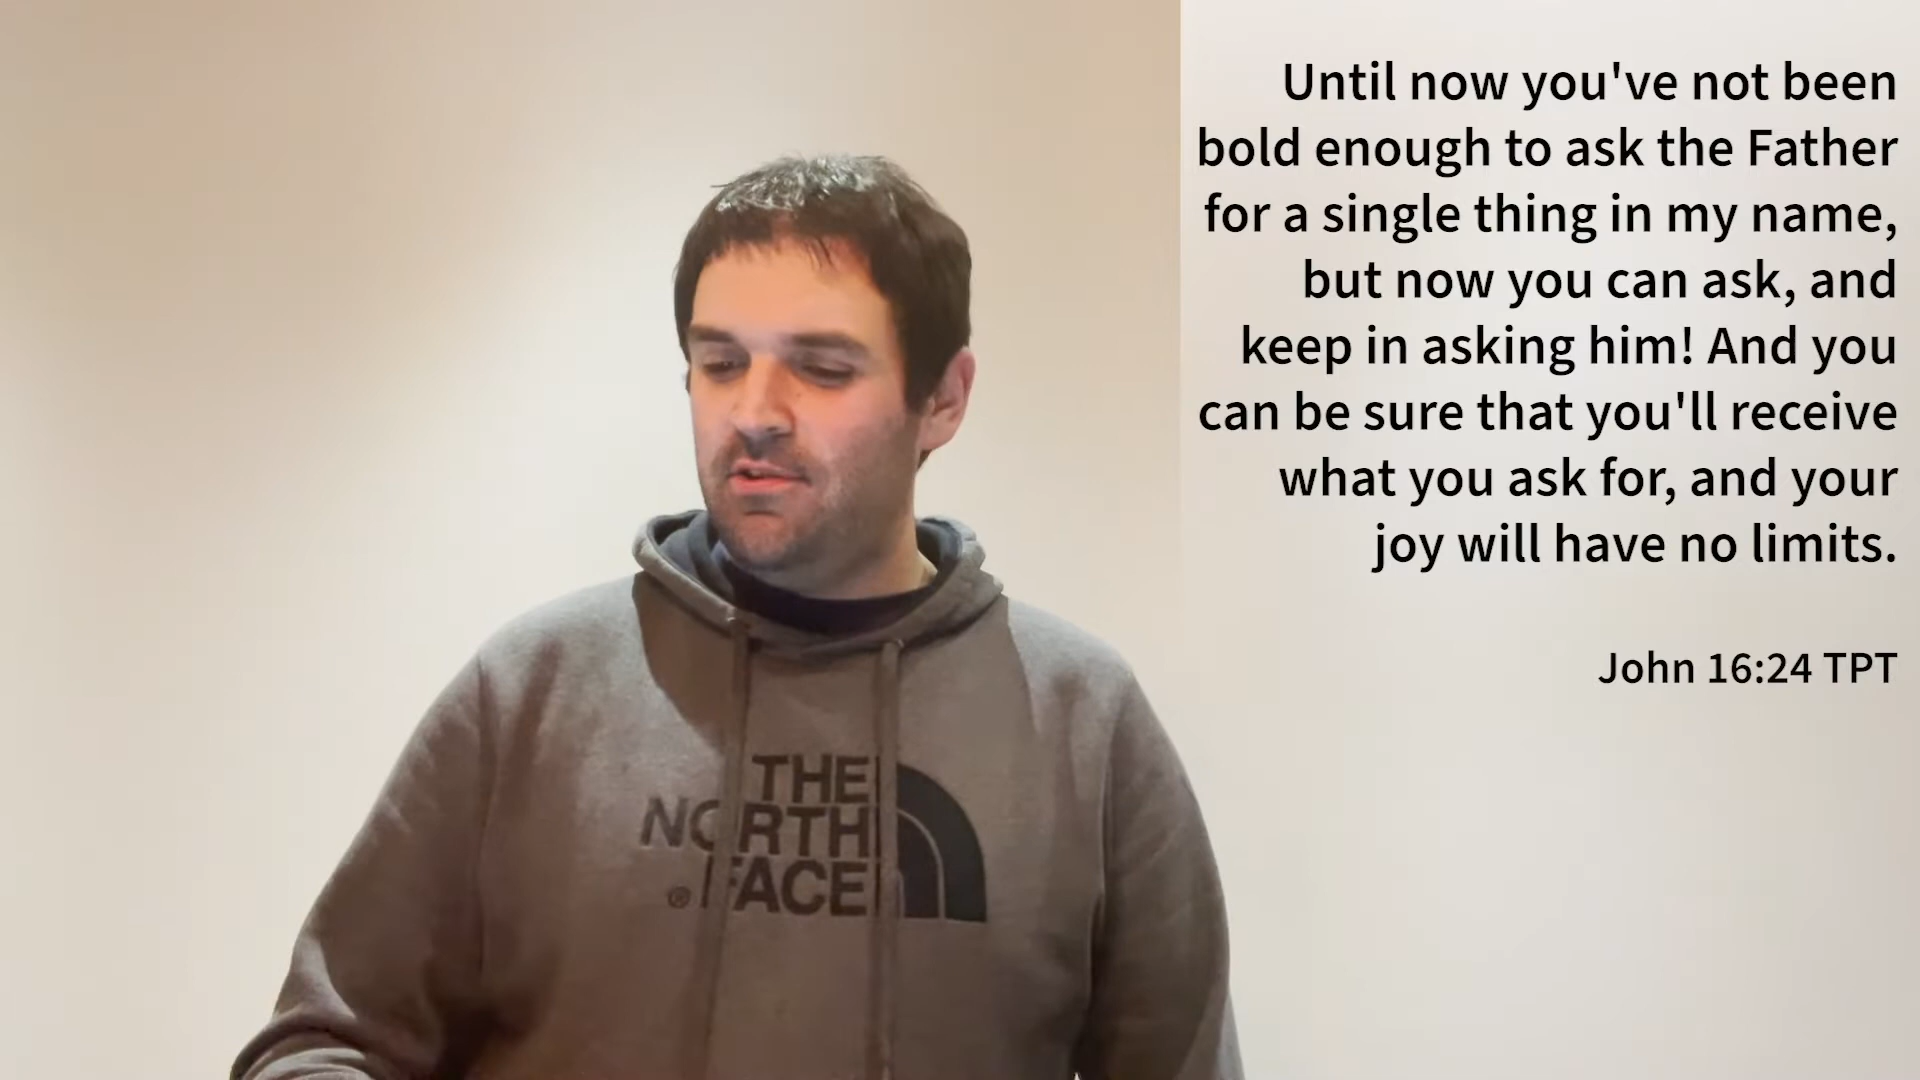 Until now you've not been
bold enough to ask the Father
for a single thing in my name,
but now you can ask, and
keep in asking him! And you
can be sure that you'll receive
what you ask for, and your
joy will have no limits.
John 16:24 TPT
THE
NORTH
® FACE